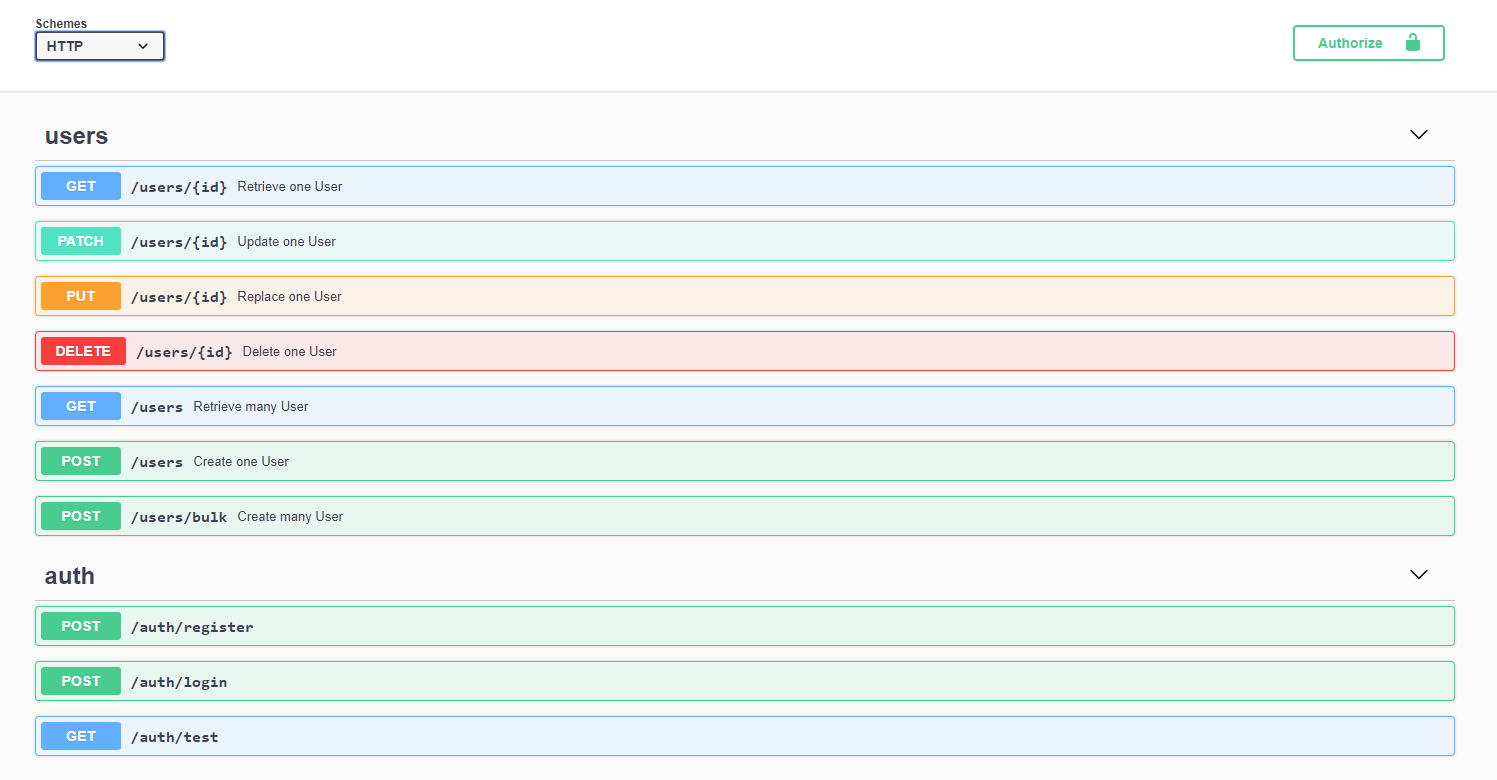 Schemes
HTTP
Authorize
users
GET /users/{id} Retrieve one User
PATCH /users/{id} Update one User
PUT /users/{id} Replace one User
DELETE /users/{id} Delete one User
GET /users Retrieve many User
POST /users Create one User
POST /users/bulk Create many User
auth
POST /auth/register
POST /auth/login
GET /auth/test